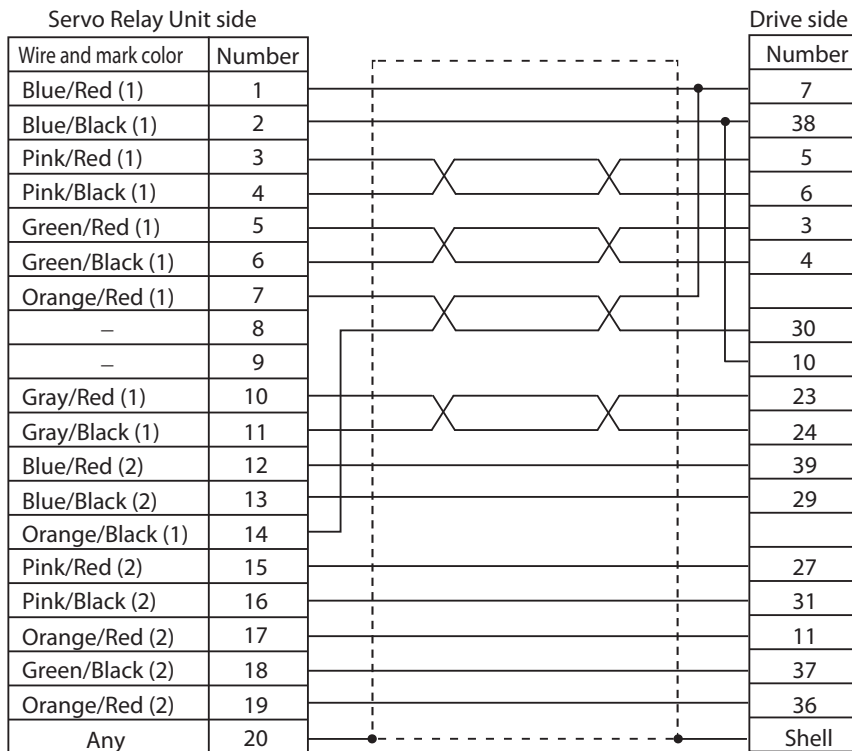 Servo Relay Unit side Drive side
Wire and mark color Number Number
Blue/Red (1) 1 7
Blue/Black (1) 2 38
Pink/Red (1) 3 5
Pink/Black (1) 4 6
Green/Red (1) 5 3
Green/Black (1) 6 4
Orange/Red (1) 7
– 8 30
– 9 10
Gray/Red (1) 10 23
Gray/Black (1) 11 24
Blue/Red (2) 12 39
Blue/Black (2) 13 29
Orange/Black (1) 14
Pink/Red (2) 15 27
Pink/Black (2) 16 31
Orange/Red (2) 17 11
Green/Black (2) 18 37
Orange/Red (2) 19 36
Any 20 Shell